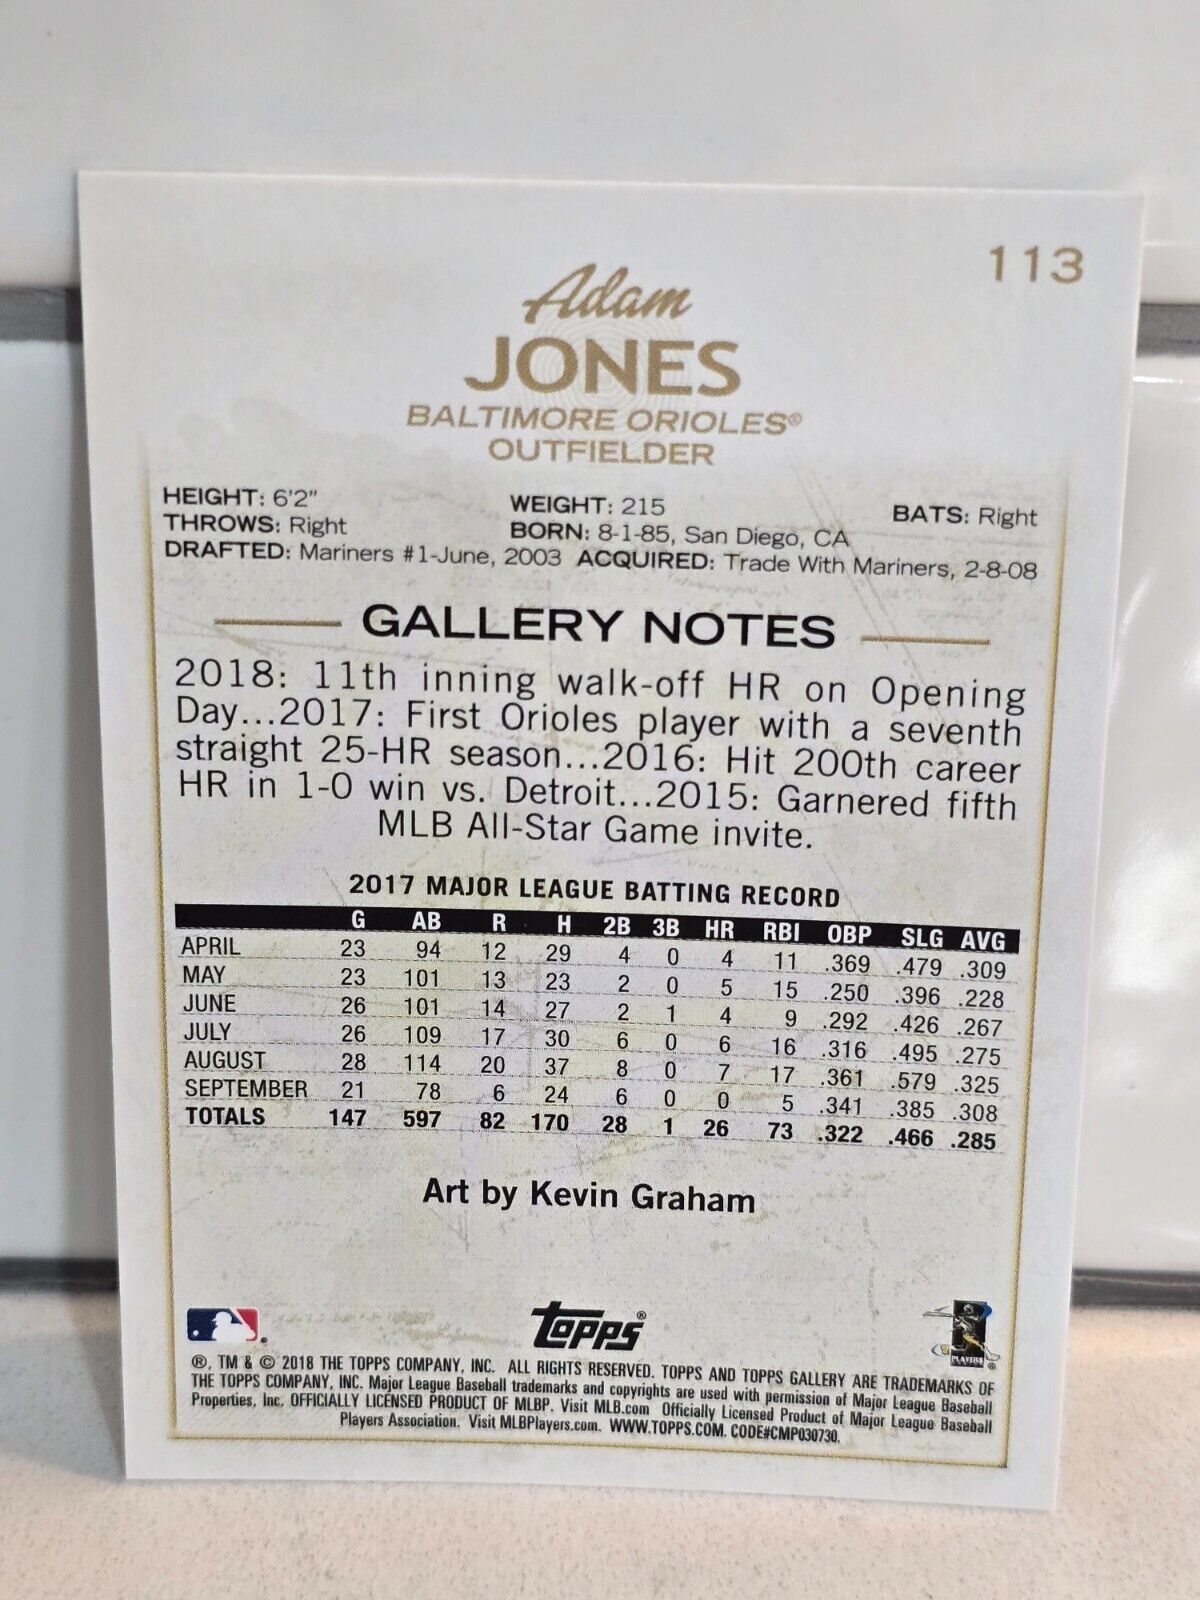 113
Adam
JONES
BALTIMORE ORIOLES®
OUTFIELDER
HEIGHT: 6'2" WEIGHT: 215 BATS: Right
THROWS: Right BORN: 8-1-85, San Diego, CA
DRAFTED: Mariners #1-June, 2003 ACQUIRED: Trade With Mariners, 2-8-08
GALLERY NOTES
2018: 11th inning walk-off HR on Opening
Day...2017: First Orioles player with a seventh
straight 25-HR season...2016: Hit 200th career
HR in 1-0 win vs. Detroit...2015: Garnered fifth
MLB All-Star Game invite.
2017 MAJOR LEAGUE BATTING RECORD
G AB R H 2B 3B HR RBI OBP SLG AVG
APRIL 23 94 12 29 4 0 4 11 .369 .479 .309
MAY 23 101 13 23 2 0 5 15 .250 .396 .228
JUNE 26 101 14 27 2 1 4 9 .292 .426 .267
JULY 26 109 17 30 6 0 6 16 .316 .495 .275
AUGUST 28 114 20 37 8 0 7 17 .361 .579 .325
SEPTEMBER 21 78 6 24 6 0 0 5 .341 .385 .308
TOTALS 147 597 82 170 28 1 26 73 .322 .466 .285
Art by Kevin Graham
topps®
PLAYERS
®, TM & © 2018 THE TOPPS COMPANY, INC. ALL RIGHTS RESERVED. TOPPS AND TOPPS GALLERY ARE TRADEMARKS OF
THE TOPPS COMPANY, INC. Major League Baseball trademarks and copyrights are used with permission of Major League Baseball
Properties, Inc. OFFICIALLY LICENSED PRODUCT OF MLBP. Visit MLB.com Officially Licensed Product of Major League Baseball
Players Association. Visit MLBPlayers.com. WWW.TOPPS.COM. CODE#CMP030730.